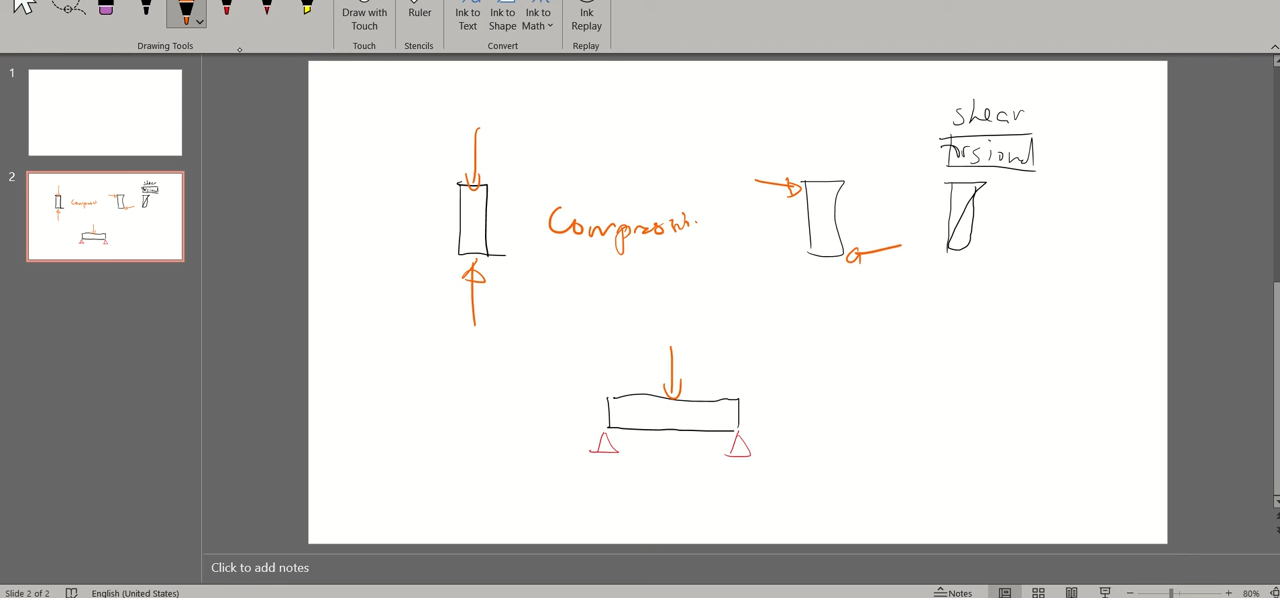 Draw with
Touch
Ruler
Ink to
Text
Ink to
Shape
Ink to
Math
Ink
Replay
Drawing Tools
Touch
Stencils
Convert
Replay
1
2
shear
torsional
Click to add notes
Slide 2 of 2
English (United States)
Notes
80%